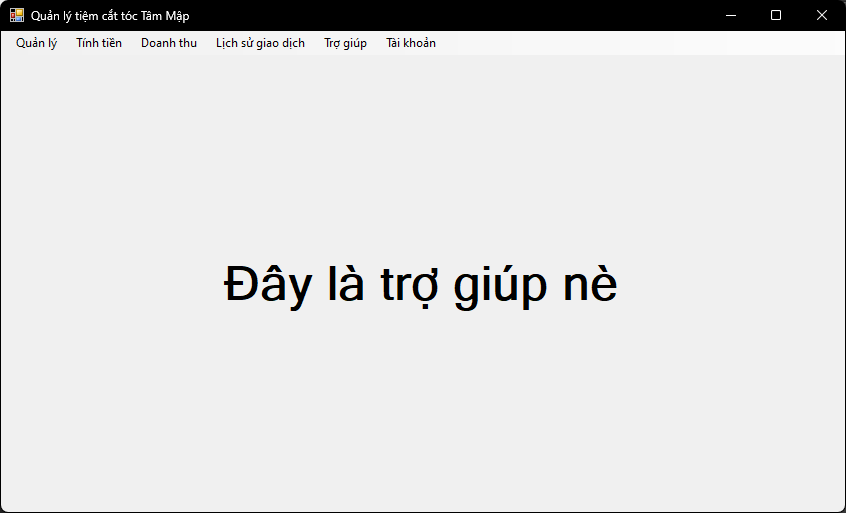 Quản lý tiệm cắt tóc Tâm Mập
Quản lý Tính tiền Doanh thu Lịch sử giao dịch Trợ giúp Tài khoản
Đây là trợ giúp nè